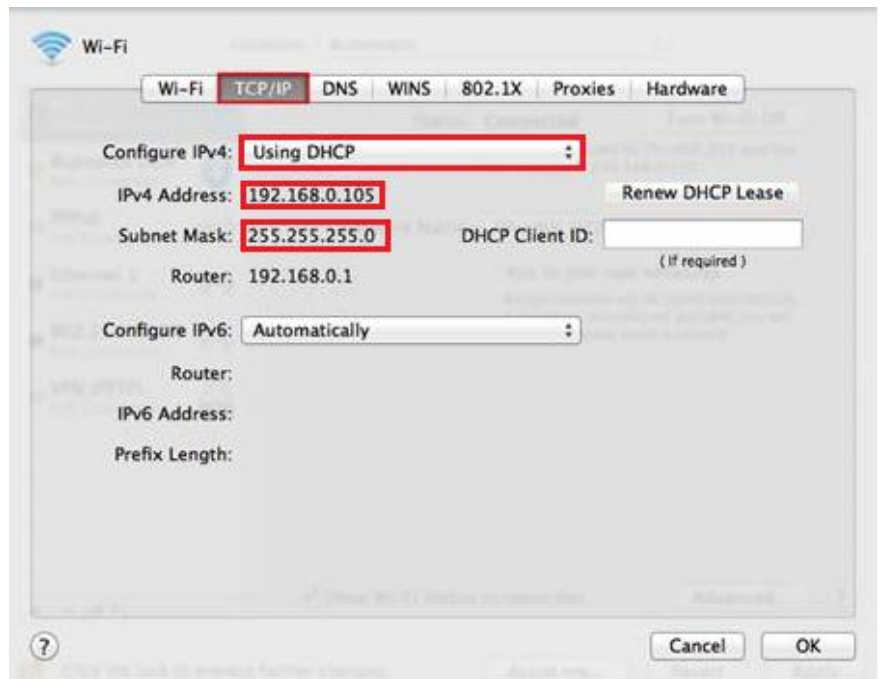 Wi-Fi
Wi-Fi TCP/IP DNS WINS 802.1X Proxies Hardware
Configure IPv4: Using DHCP
IPv4 Address: 192.168.0.105 Renew DHCP Lease
Subnet Mask: 255.255.255.0 DHCP Client ID:
( If required )
Router: 192.168.0.1
Configure IPv6: Automatically
Router:
IPv6 Address:
Prefix Length:
? Cancel OK